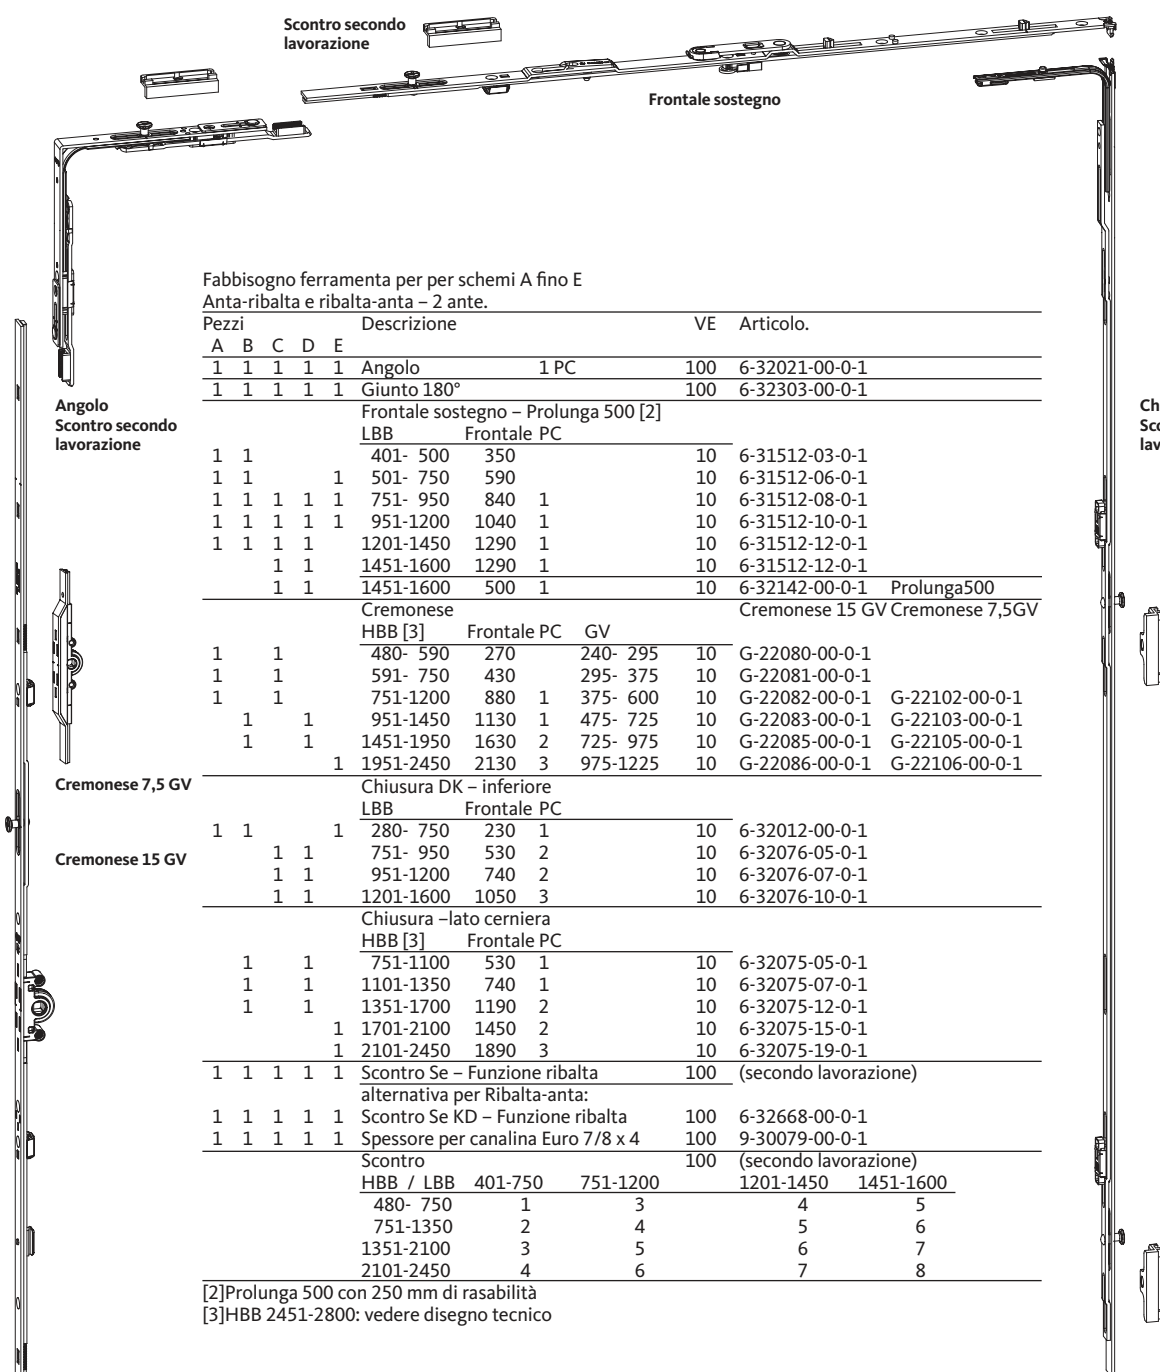 Scontro secondo
lavorazione
Frontale sostegno
Fabbisogno ferramenta per per schemi A fino E
Anta-ribalta e ribalta-anta – 2 ante.
Pezzi Descrizione VE Articolo.
A B C D E
1 1 1 1 1 Angolo 1 PC 100 6-32021-00-0-1
1 1 1 1 1 Giunto 180° 100 6-32303-00-0-1
Angolo
Scontro secondo
lavorazione
Frontale sostegno – Prolunga 500 [2]
LBB Frontale PC
1 1 401- 500 350 10 6-31512-03-0-1
1 1 1 501- 750 590 10 6-31512-06-0-1
1 1 1 1 1 751- 950 840 1 10 6-31512-08-0-1
1 1 1 1 1 951-1200 1040 1 10 6-31512-10-0-1
1 1 1 1 1201-1450 1290 1 10 6-31512-12-0-1
1 1 1451-1600 1290 1 10 6-31512-12-0-1
1 1 1451-1600 500 1 10 6-32142-00-0-1 Prolunga500
Cremonese Cremonese 15 GV Cremonese 7,5GV
HBB [3] Frontale PC GV
1 1 480- 590 270 240- 295 10 G-22080-00-0-1
1 1 591- 750 430 295- 375 10 G-22081-00-0-1
1 1 751-1200 880 1 375- 600 10 G-22082-00-0-1 G-22102-00-0-1
1 1 951-1450 1130 1 475- 725 10 G-22083-00-0-1 G-22103-00-0-1
1 1 1451-1950 1630 2 725- 975 10 G-22085-00-0-1 G-22105-00-0-1
1 1951-2450 2130 3 975-1225 10 G-22086-00-0-1 G-22106-00-0-1
Cremonese 7,5 GV
Chiusura DK – inferiore
LBB Frontale PC
1 1 1 280- 750 230 1 10 6-32012-00-0-1
1 1 751- 950 530 2 10 6-32076-05-0-1
Cremonese 15 GV
1 1 951-1200 740 2 10 6-32076-07-0-1
1 1 1201-1600 1050 3 10 6-32076-10-0-1
Chiusura –lato cerniera
HBB [3] Frontale PC
1 1 751-1100 530 1 10 6-32075-05-0-1
1 1 1101-1350 740 1 10 6-32075-07-0-1
1 1 1351-1700 1190 2 10 6-32075-12-0-1
1 1701-2100 1450 2 10 6-32075-15-0-1
1 2101-2450 1890 3 10 6-32075-19-0-1
1 1 1 1 1 Scontro Se – Funzione ribalta 100 (secondo lavorazione)
alternativa per Ribalta-anta:
1 1 1 1 1 Scontro Se KD – Funzione ribalta 100 6-32668-00-0-1
1 1 1 1 1 Spessore per canalina Euro 7/8 x 4 100 9-30079-00-0-1
Scontro 100 (secondo lavorazione)
HBB / LBB 401-750 751-1200 1201-1450 1451-1600
480- 750 1 3 4 5
751-1350 2 4 5 6
1351-2100 3 5 6 7
2101-2450 4 6 7 8
[2]Prolunga 500 con 250 mm di rasabilità
[3]HBB 2451-2800: vedere disegno tecnico
Ch
Sco
lav